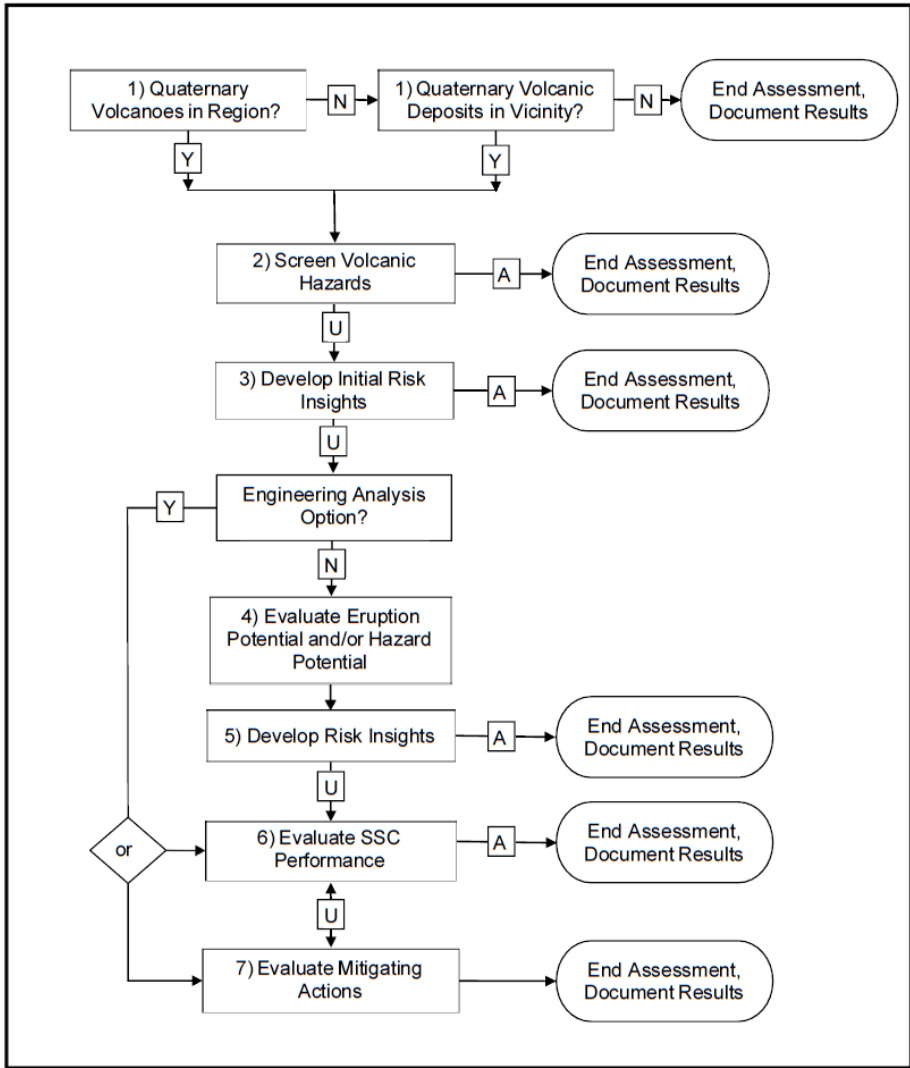 1) Quaternary
Volcanoes in Region?
N
1) Quaternary Volcanic
Deposits in Vicinity?
N
End Assessment,
Document Results
Y
Y
2) Screen Volcanic
Hazards
A
End Assessment,
Document Results
U
3) Develop Initial Risk
Insights
A
End Assessment,
Document Results
U
Engineering Analysis
Option?
Y
N
4) Evaluate Eruption
Potential and/or Hazard
Potential
5) Develop Risk Insights
A
End Assessment,
Document Results
U
or
6) Evaluate SSC
Performance
A
End Assessment,
Document Results
U
7) Evaluate Mitigating
Actions
End Assessment,
Document Results